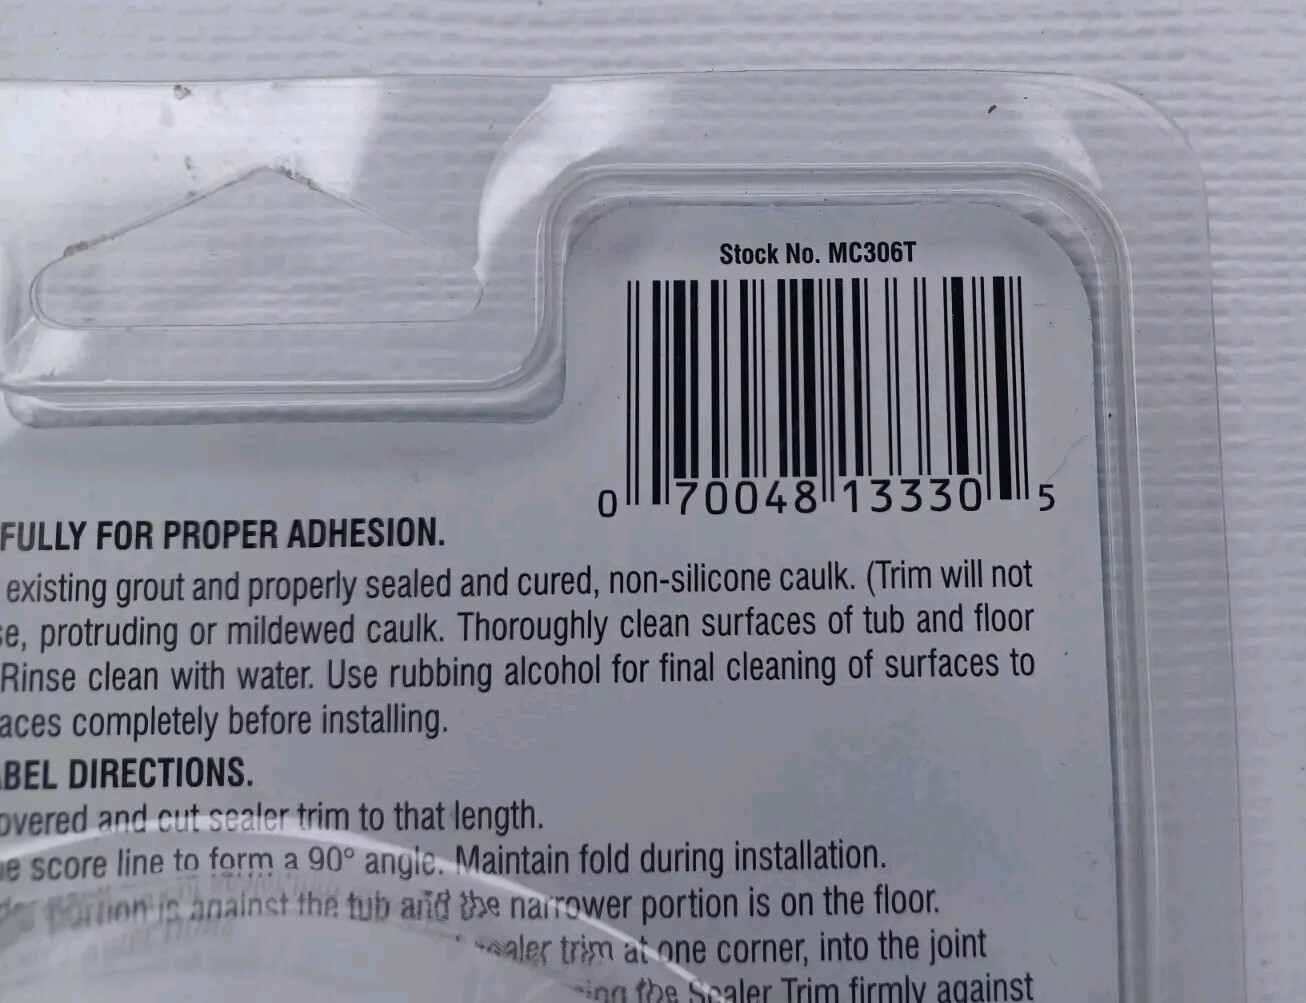 Stock No. MC306T
0 70048 13330 5
FULLY FOR PROPER ADHESION.
existing grout and properly sealed and cured, non-silicone caulk. (Trim will not
protruding or mildewed caulk. Thoroughly clean surfaces of tub and floor
Rinse clean with water. Use rubbing alcohol for final cleaning of surfaces to
aces completely before installing.
BEL DIRECTIONS.
overed and cut sealer trim to that length.
e score line to form a 90° angle. Maintain fold during installation.
portion is against the tub and the narrower portion is on the floor.
sealer trim at one corner, into the joint
ing the Sealer Trim firmly against